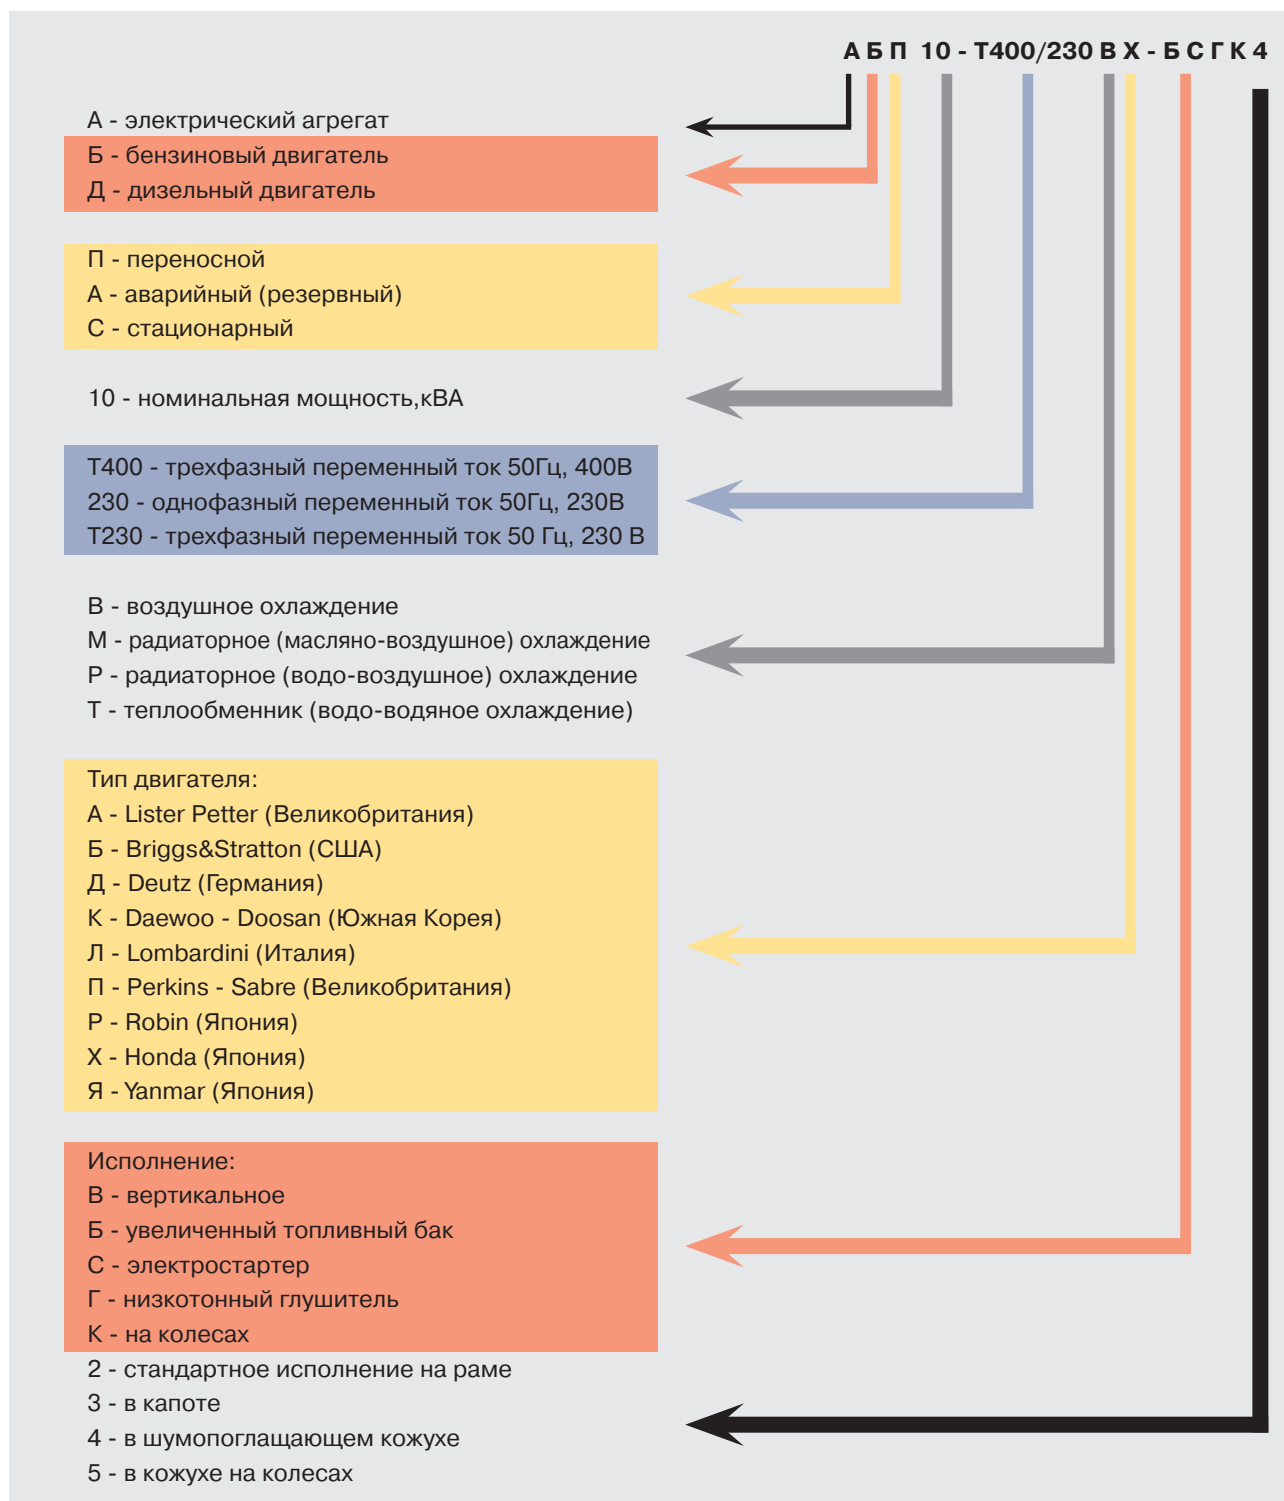 А Б П 10 - Т400/230 В Х - Б С Г К 4
А - электрический агрегат
Б - бензиновый двигатель
Д - дизельный двигатель
П - переносной
А - аварийный (резервный)
С - стационарный
10 - номинальная мощность,кВА
Т400 - трехфазный переменный ток 50Гц, 400В
230 - однофазный переменный ток 50Гц, 230В
Т230 - трехфазный переменный ток 50 Гц, 230 В
В - воздушное охлаждение
М - радиаторное (масляно-воздушное) охлаждение
Р - радиаторное (водо-воздушное) охлаждение
Т - теплообменник (водо-водяное охлаждение)
Тип двигателя:
А - Lister Petter (Великобритания)
Б - Briggs&Stratton (США)
Д - Deutz (Германия)
К - Daewoo - Doosan (Южная Корея)
Л - Lombardini (Италия)
П - Perkins - Sabre (Великобритания)
Р - Robin (Япония)
Х - Honda (Япония)
Я - Yanmar (Япония)
Исполнение:
В - вертикальное
Б - увеличенный топливный бак
С - электростартер
Г - низкотонный глушитель
К - на колесах
2 - стандартное исполнение на раме
3 - в капоте
4 - в шумопоглащающем кожухе
5 - в кожухе на колесах